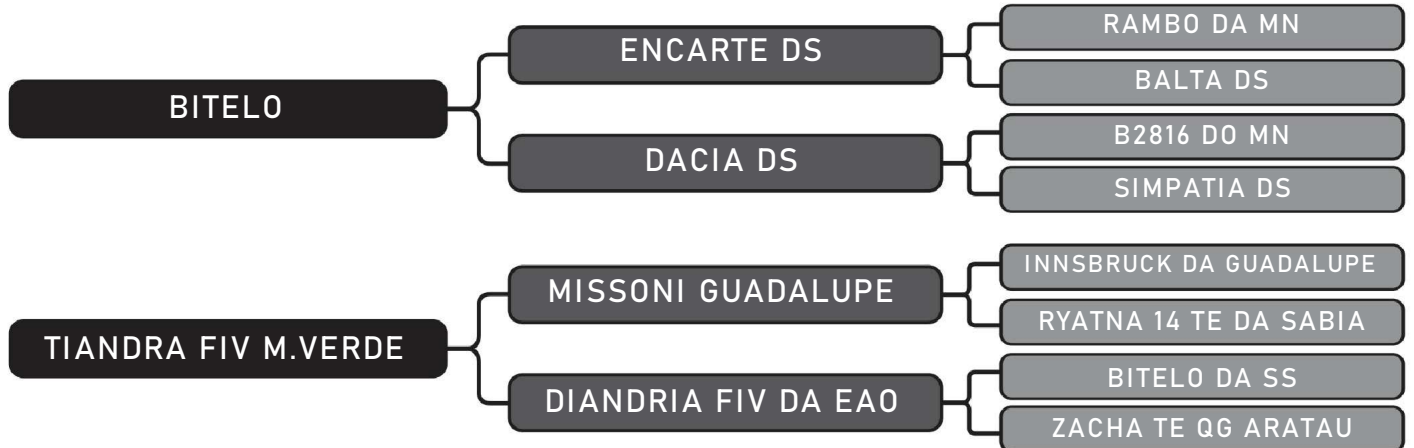 BITELO
ENCARTE DS
RAMBO DA MN
BALTA DS
DACIA DS
B2816 DO MN
SIMPATIA DS
TIANDRA FIV M.VERDE
MISSONI GUADALUPE
INNSBRUCK DA GUADALUPE
RYATNA 14 TE DA SABIA
DIANDRIA FIV DA EAO
BITELO DA SS
ZACHA TE QG ARATAU